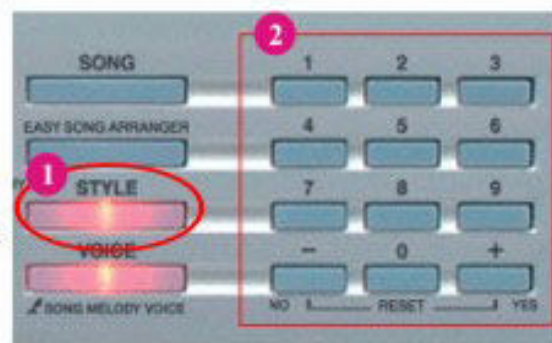 2
SONG 1 2 3
EASY SONG ARRANGER 4 5 6
1
STYLE 7 8 9
VOICE − 0 +
SONG MELODY VOICE NO RESET YES